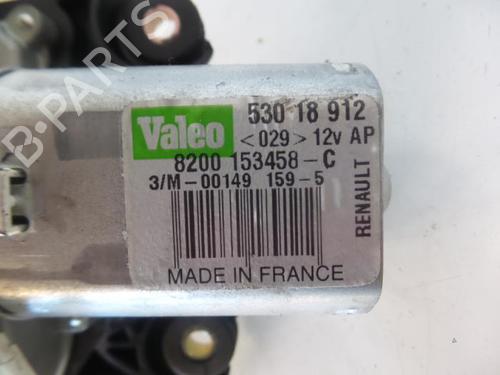 Valeo
530 18 912
<029> 12v AP
8200 153458-C
3/M-00149 159-5
RENAULT
MADE IN FRANCE
B-PARTS